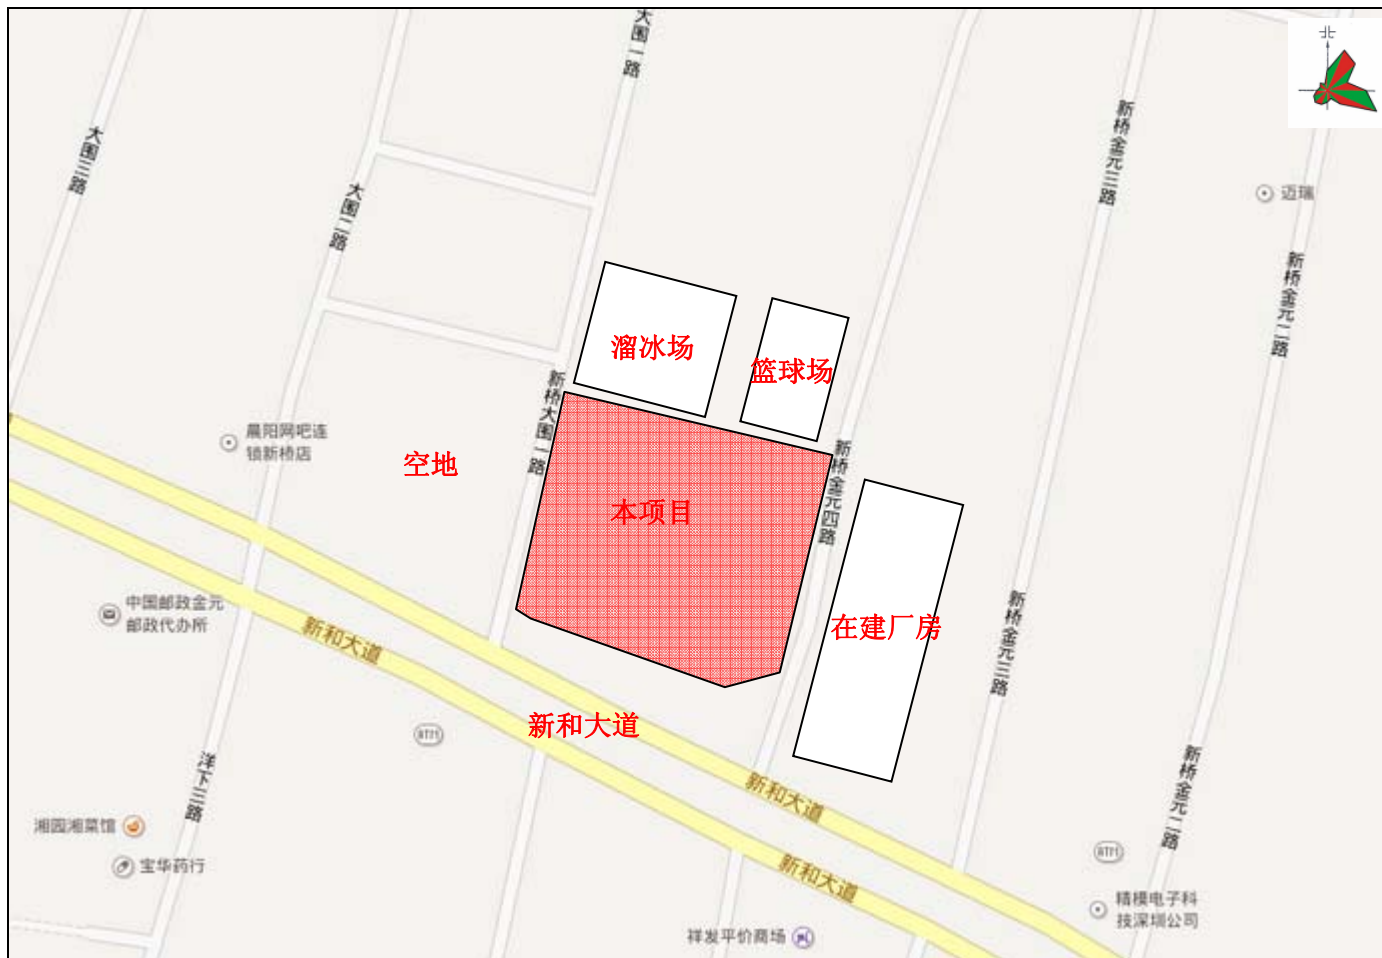 北
大围一路
大围三路
大围二路
新桥金元三路
迈瑞
新桥金元二路
溜冰场
篮球场
新桥大围一路
晨阳网吧连
锁新桥店
空地
本项目
新桥金元四路
中国邮政金元
邮政代办所
新和大道
在建厂房
新桥金元三路
新和大道
洋下三路
新和大道
新桥金元二路
湘园湘菜馆
宝华药行
新和大道
精模电子科
技深圳公司
祥发平价商场